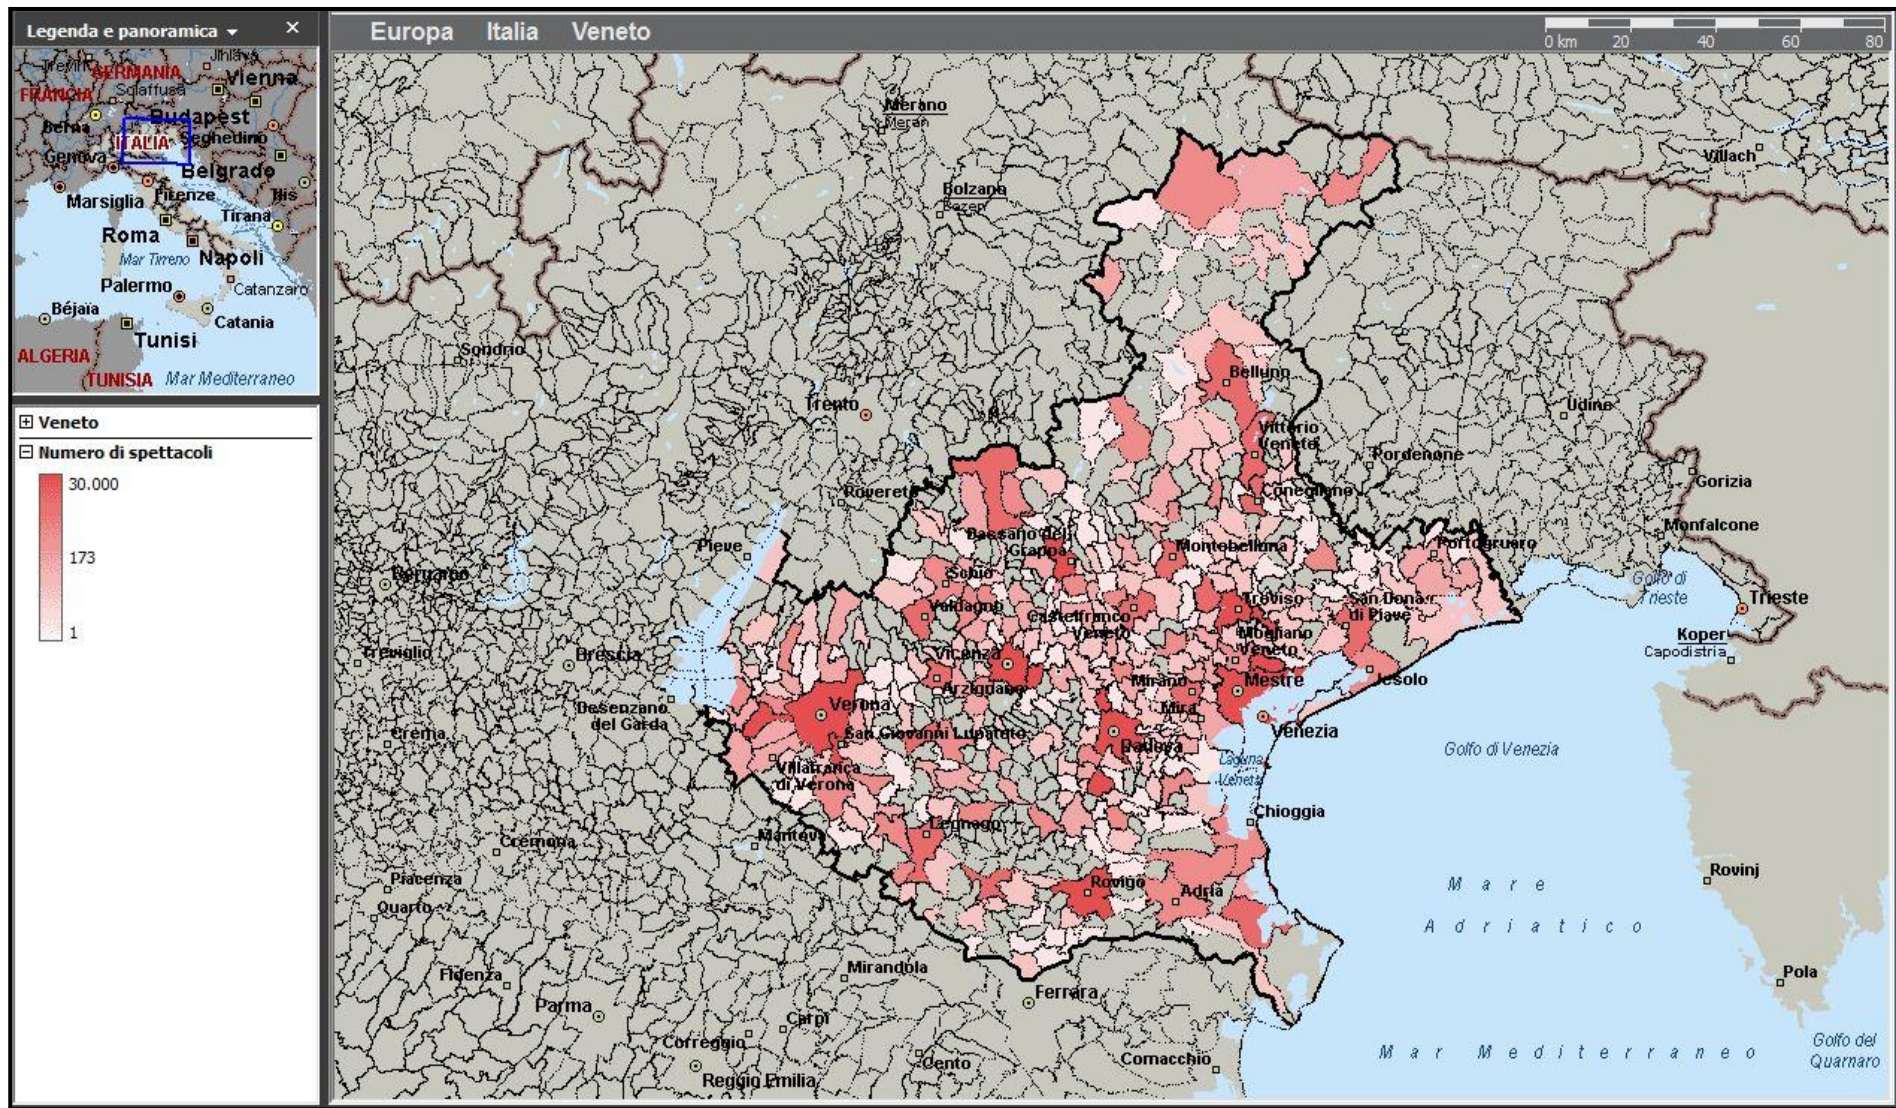 Legenda e panoramica
Europa Italia Veneto
0 km 20 40 60 80
GERMANIA
Jihlava
Vienna
Sciaffusa
FRANCIA
Budapest
Berna
Seghedino
ITALIA
Genova
Belgrado
Marsiglia
Firenze
Nis
Tirana
Roma
Mar Tirreno
Napoli
Palermo
Catanzaro
Béjaïa
Catania
Tunisi
ALGERIA
TUNISIA
Mar Mediterraneo
Veneto
Numero di spettacoli
30.000
173
1
Merano
Meran
Villach
Bolzano
Bozen
Sondrio
Belluno
Trento
Udine
Vittorio
Veneto
Pordenone
Gorizia
Rovereto
Conegliano
Monfalcone
Bassano del
Grappa
Pieve
Montebelluna
Portogruaro
Bergamo
Schio
Golfo di
Trieste
Trieste
Valdagno
Treviso
San Donà
di Piave
Castelfranco
Veneto
Mogliano
Veneto
Koper
Capodistria
Treviglio
Brescia
Vicenza
Arzignano
Mirano
Mestre
Jesolo
Desenzano
del Garda
Verona
Mira
Venezia
Crema
San Giovanni Lupatoto
Padova
Golfo di Venezia
Villafranca
di Verona
Laguna
Veneta
Chioggia
Mantova
Legnago
Cremona
Rovinj
Piacenza
Rovigo
Adria
Mare
Quarto
Adriatico
Fidenza
Mirandola
Pola
Parma
Ferrara
Carpi
Correggio
Cento
Comacchio
Mar Mediterraneo
Golfo del
Quarnaro
Reggio Emilia